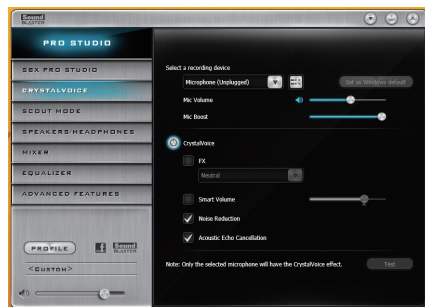 Sound
BLASTER
PRO STUDIO
SBX PRO STUDIO
CRYSTALVOICE
SCOUT MODE
SPEAKERS/HEADPHONES
MIXER
EQUALIZER
ADVANCED FEATURES
PROFILE
f
Sound
BLASTER
<CUSTOM>
Select a recording device
Microphone (Unplugged)
Set as Windows default
Mic Volume
Mic Boost
CrystalVoice
FX
Neutral
Smart Volume
Noise Reduction
Acoustic Echo Cancellation
Note: Only the selected microphone will have the CrystalVoice effect.
Test